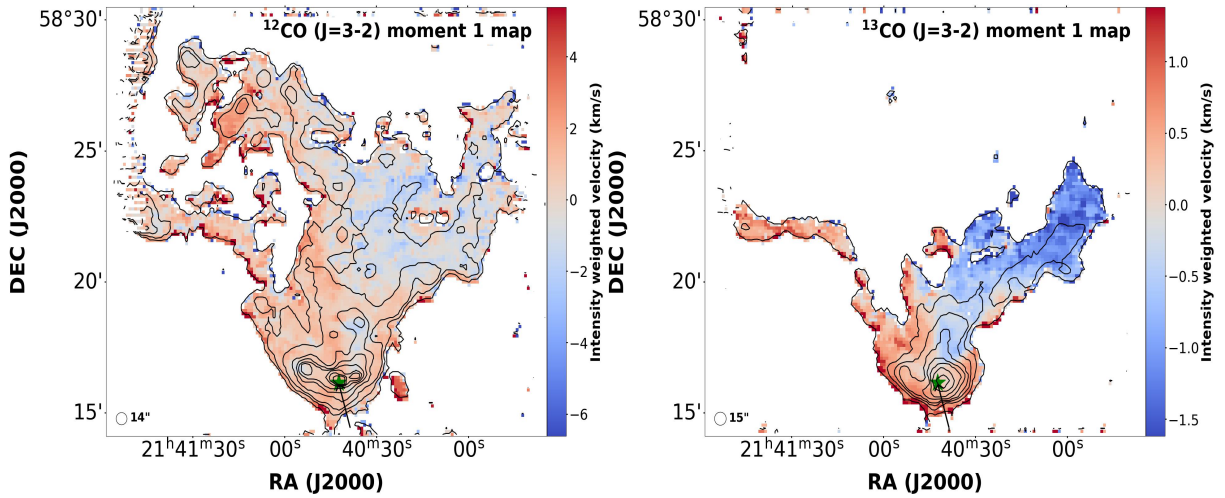 ¹²CO (J=3-2) moment 1 map
58°30'
25'
20'
15'
DEC (J2000)
14"
21ʰ41ᵐ30ˢ
00ˢ
40ᵐ30ˢ
00ˢ
RA (J2000)
4
2
0
−2
−4
−6
Intensity weighted velocity (km/s)
¹³CO (J=3-2) moment 1 map
58°30'
25'
20'
15'
DEC (J2000)
15"
21ʰ41ᵐ30ˢ
00ˢ
40ᵐ30ˢ
00ˢ
RA (J2000)
1.0
0.5
0.0
−0.5
−1.0
−1.5
Intensity weighted velocity (km/s)